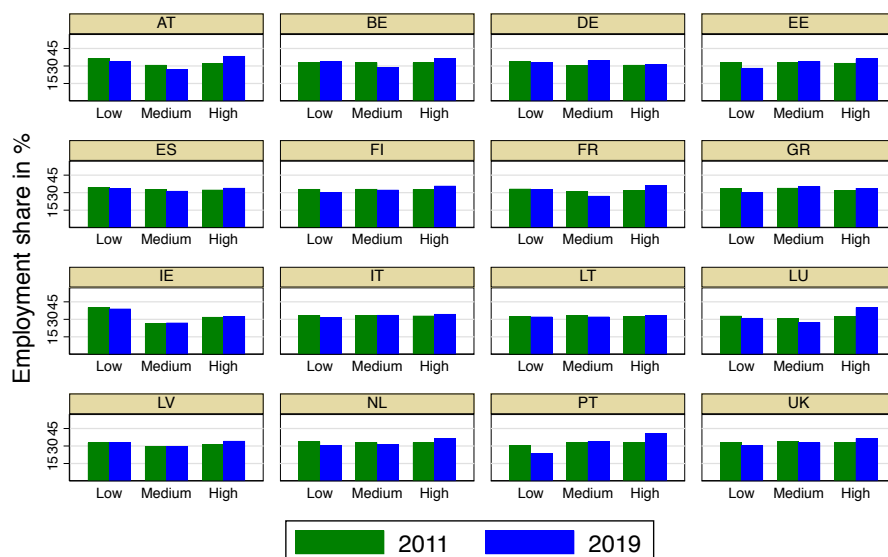 AT BE DE EE
15 30 45
Low Medium High Low Medium High Low Medium High Low Medium High
ES FI FR GR
15 30 45
Low Medium High Low Medium High Low Medium High Low Medium High
IE IT LT LU
15 30 45
Low Medium High Low Medium High Low Medium High Low Medium High
LV NL PT UK
15 30 45
Low Medium High Low Medium High Low Medium High Low Medium High
Employment share in %
2011 2019